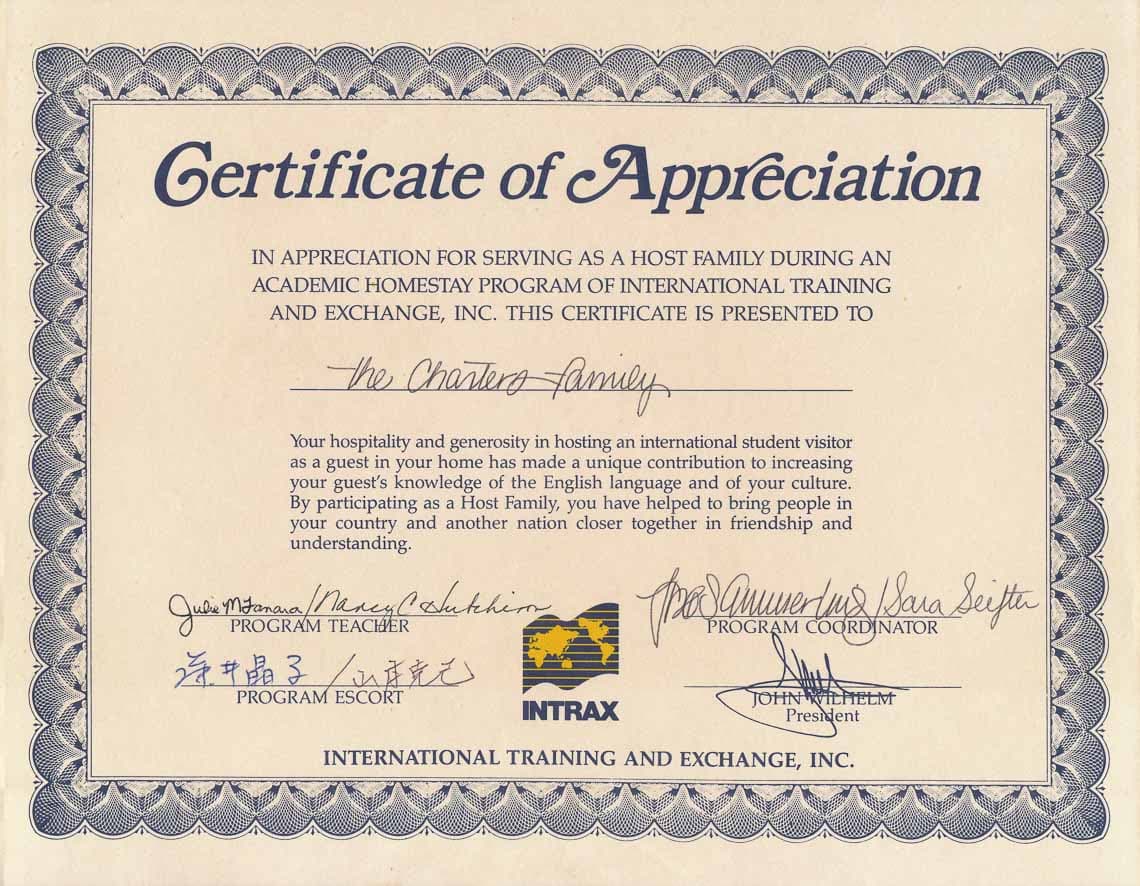 Certificate of Appreciation
IN APPRECIATION FOR SERVING AS A HOST FAMILY DURING AN
ACADEMIC HOMESTAY PROGRAM OF INTERNATIONAL TRAINING
AND EXCHANGE, INC. THIS CERTIFICATE IS PRESENTED TO
The Charters Family
Your hospitality and generosity in hosting an international student visitor
as a guest in your home has made a unique contribution to increasing
your guest's knowledge of the English language and of your culture.
By participating as a Host Family, you have helped to bring people in
your country and another nation closer together in friendship and
understanding.
Julie McFanara / Nancy C Hutchison
PROGRAM TEACHER
/ Sara Seifter
PROGRAM COORDINATOR
井晶子 /
PROGRAM ESCORT
JOHN WILHELM
President
INTRAX
INTERNATIONAL TRAINING AND EXCHANGE, INC.